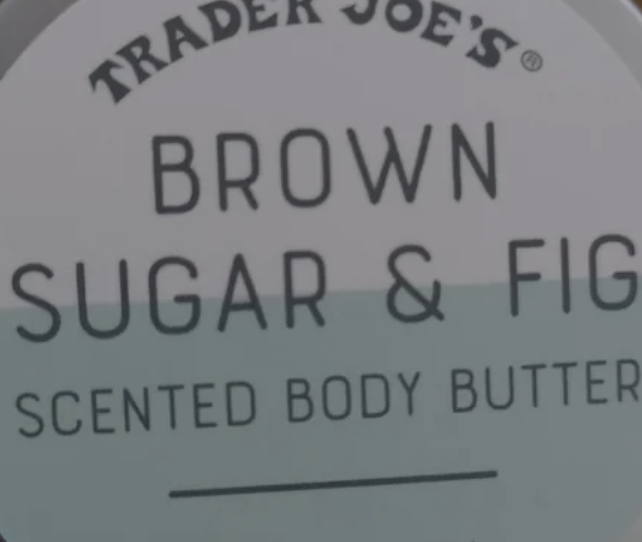 TRADER JOE'S®
BROWN
SUGAR & FIG
SCENTED BODY BUTTER